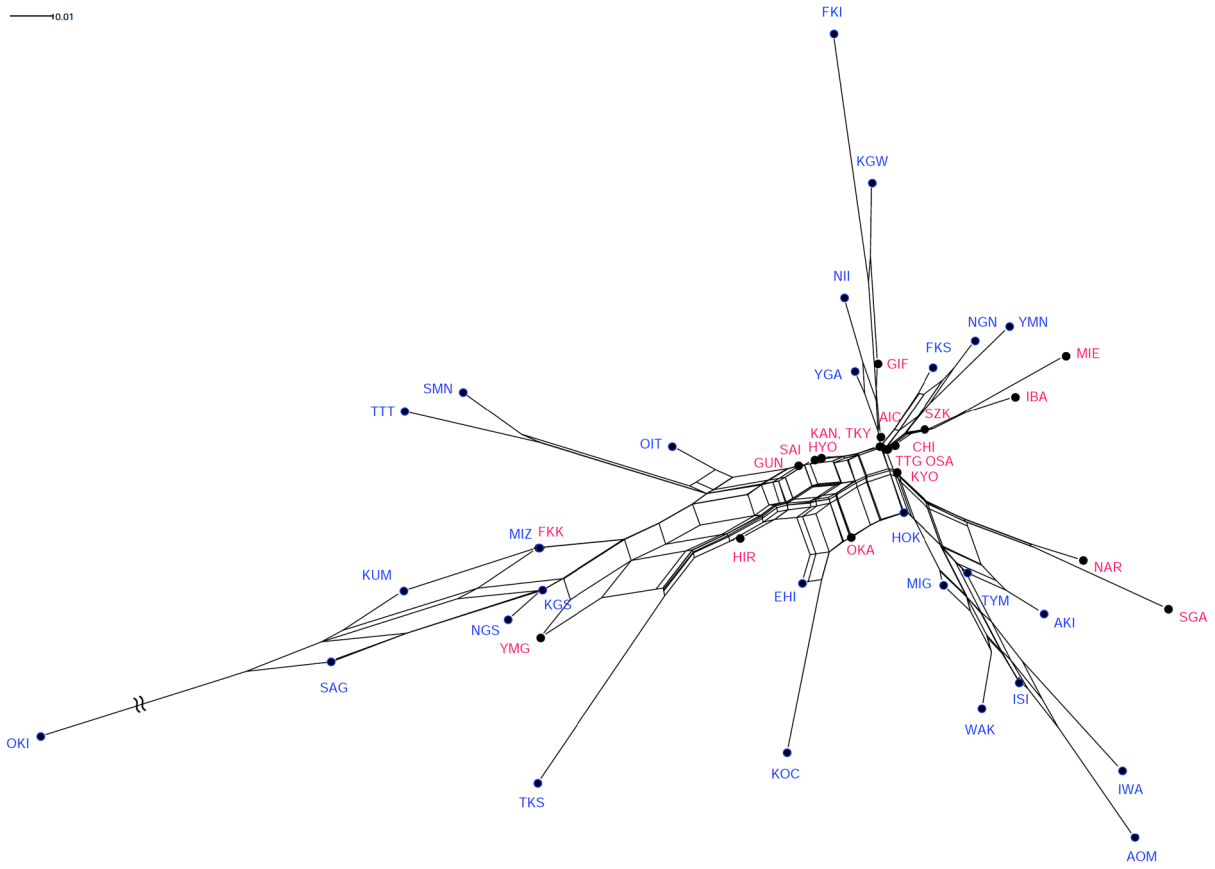 0.01
FKI
KGW
NII
NGN YMN
FKS
MIE
GIF
YGA
SMN
IBA
TTT
AIC SZK
KAN, TKY
OIT
SAI HYO
CHI
GUN
TTG OSA
KYO
MIZ FKK
HOK
HIR
OKA
NAR
KUM
MIG
EHI
TYM
KGS
SGA
AKI
NGS
YMG
SAG
ISI
WAK
OKI
KOC
IWA
TKS
AOM